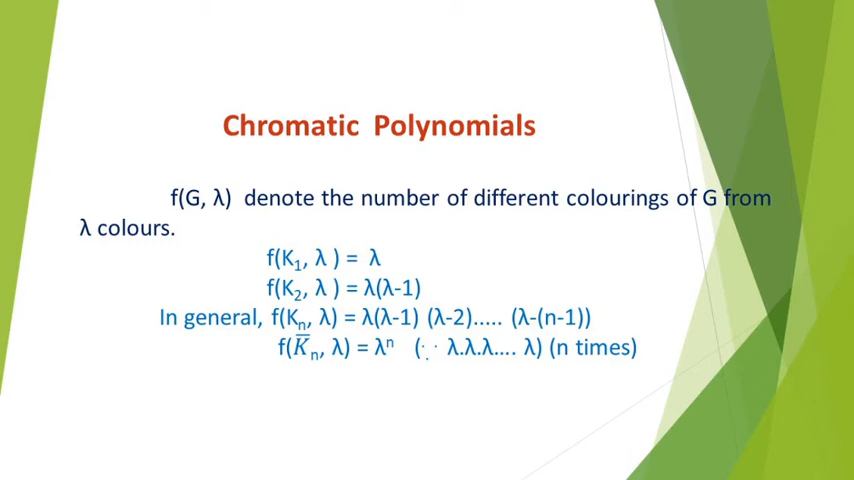 Chromatic Polynomials
f(G, λ) denote the number of different colourings of G from
λ colours.
f(K₁, λ ) = λ
f(K₂, λ ) = λ(λ-1)
In general, f(Kₙ, λ) = λ(λ-1) (λ-2)..... (λ-(n-1))
f(K̅ₙ, λ) = λⁿ (∵ λ.λ.λ.... λ) (n times)